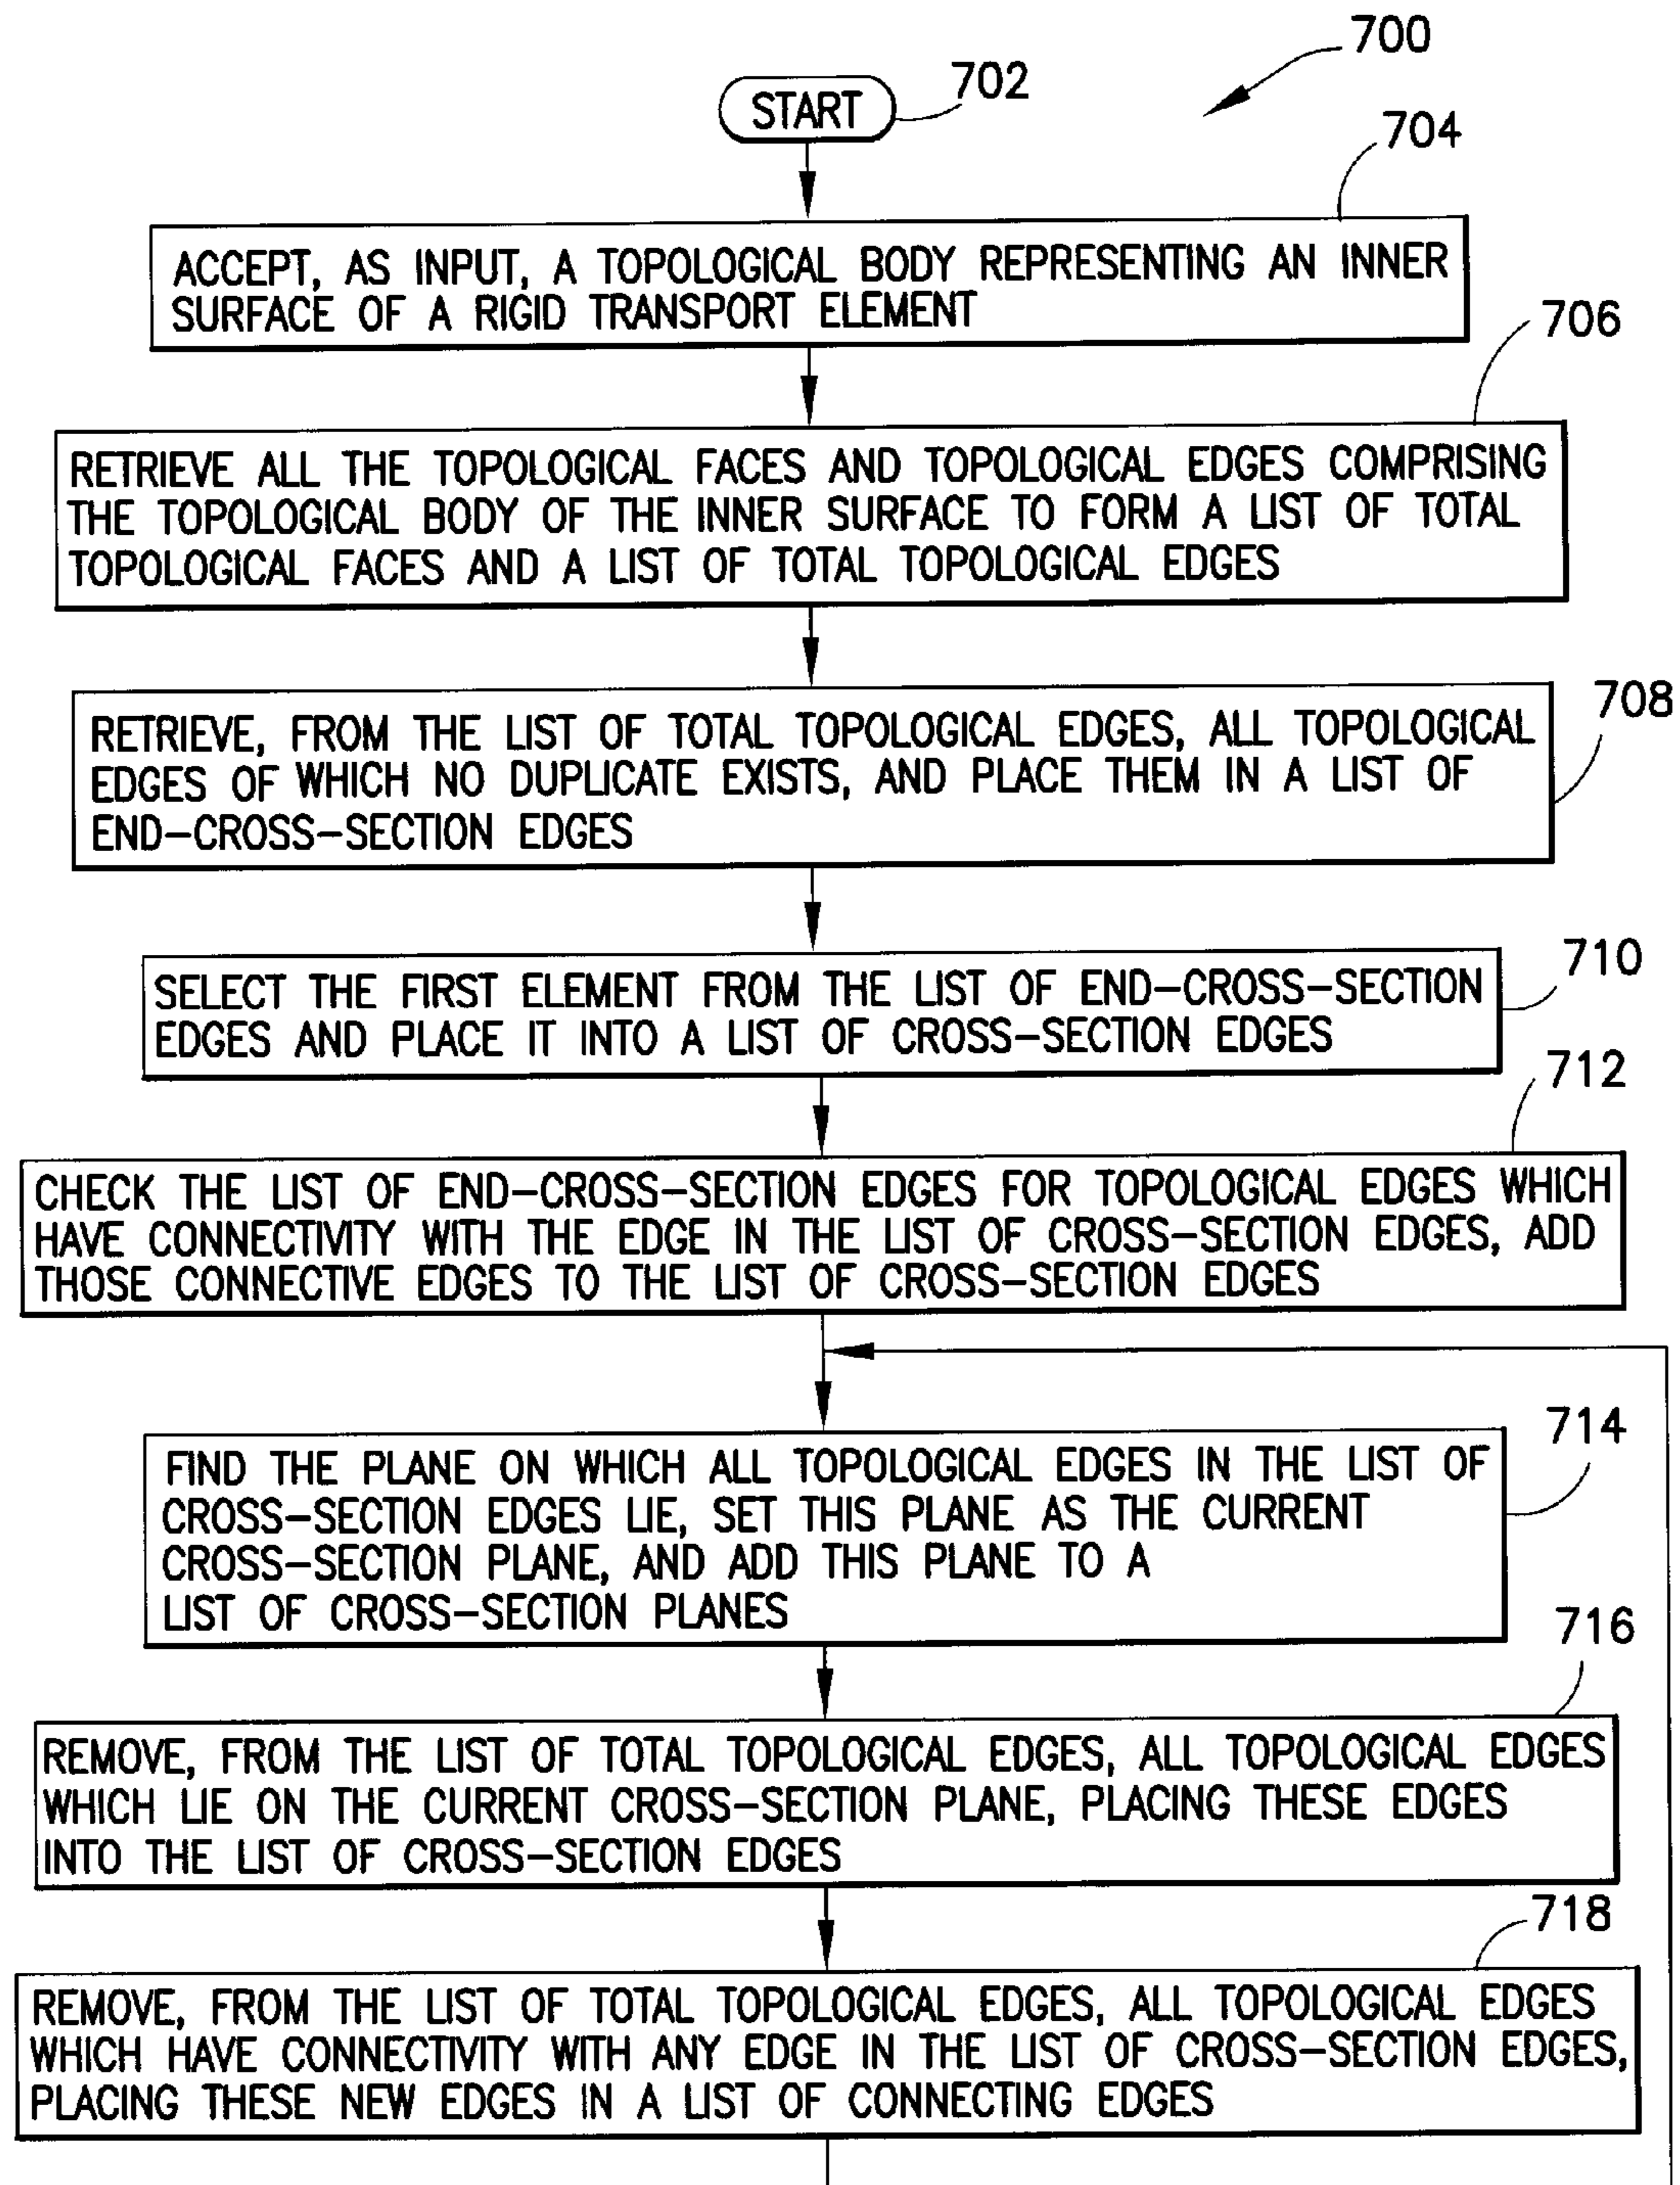 700
START
702
704
ACCEPT, AS INPUT, A TOPOLOGICAL BODY REPRESENTING AN INNER
SURFACE OF A RIGID TRANSPORT ELEMENT
706
RETRIEVE ALL THE TOPOLOGICAL FACES AND TOPOLOGICAL EDGES COMPRISING
THE TOPOLOGICAL BODY OF THE INNER SURFACE TO FORM A LIST OF TOTAL
TOPOLOGICAL FACES AND A LIST OF TOTAL TOPOLOGICAL EDGES
708
RETRIEVE, FROM THE LIST OF TOTAL TOPOLOGICAL EDGES, ALL TOPOLOGICAL
EDGES OF WHICH NO DUPLICATE EXISTS, AND PLACE THEM IN A LIST OF
END-CROSS-SECTION EDGES
710
SELECT THE FIRST ELEMENT FROM THE LIST OF END-CROSS-SECTION
EDGES AND PLACE IT INTO A LIST OF CROSS-SECTION EDGES
712
CHECK THE LIST OF END-CROSS-SECTION EDGES FOR TOPOLOGICAL EDGES WHICH
HAVE CONNECTIVITY WITH THE EDGE IN THE LIST OF CROSS-SECTION EDGES, ADD
THOSE CONNECTIVE EDGES TO THE LIST OF CROSS-SECTION EDGES
714
FIND THE PLANE ON WHICH ALL TOPOLOGICAL EDGES IN THE LIST OF
CROSS-SECTION EDGES LIE, SET THIS PLANE AS THE CURRENT
CROSS-SECTION PLANE, AND ADD THIS PLANE TO A
LIST OF CROSS-SECTION PLANES
716
REMOVE, FROM THE LIST OF TOTAL TOPOLOGICAL EDGES, ALL TOPOLOGICAL EDGES
WHICH LIE ON THE CURRENT CROSS-SECTION PLANE, PLACING THESE EDGES
INTO THE LIST OF CROSS-SECTION EDGES
718
REMOVE, FROM THE LIST OF TOTAL TOPOLOGICAL EDGES, ALL TOPOLOGICAL EDGES
WHICH HAVE CONNECTIVITY WITH ANY EDGE IN THE LIST OF CROSS-SECTION EDGES,
PLACING THESE NEW EDGES IN A LIST OF CONNECTING EDGES